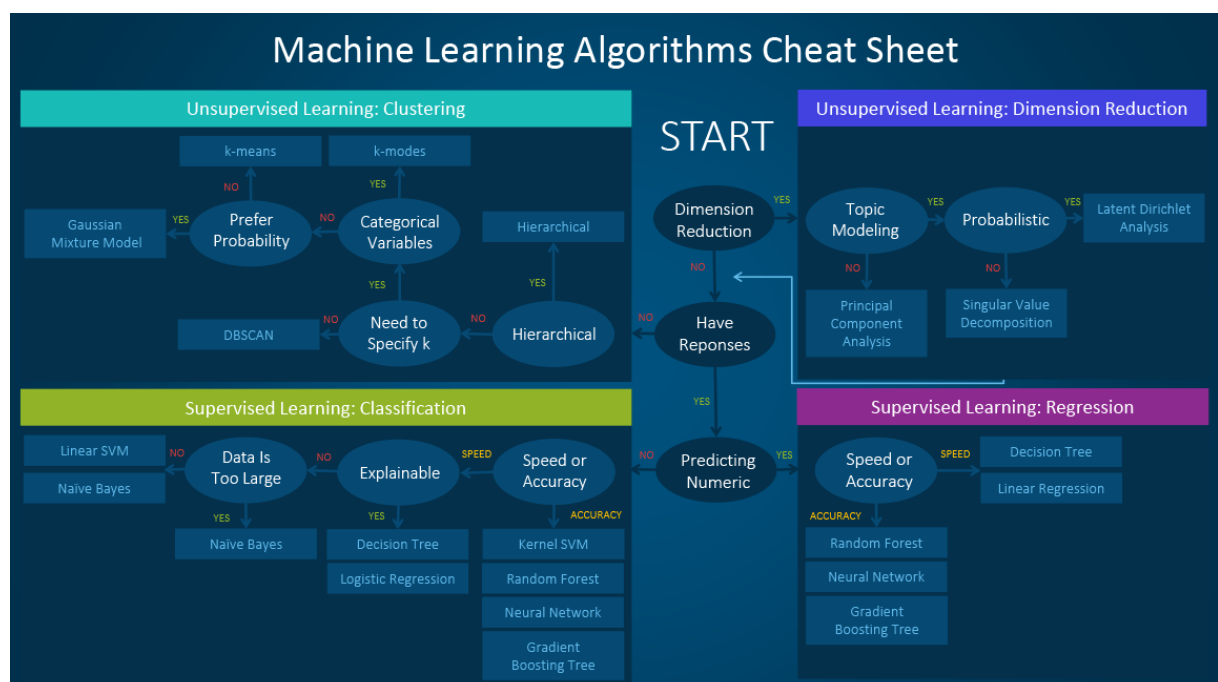 Machine Learning Algorithms Cheat Sheet
Unsupervised Learning: Clustering
k-means
k-modes
NO
YES
Gaussian
Mixture Model
YES
Prefer
Probability
NO
Categorical
Variables
Hierarchical
YES
YES
DBSCAN
NO
Need to
Specify k
NO
Hierarchical
START
Dimension
Reduction
YES
NO
NO
Have
Reponses
YES
NO
Predicting
Numeric
YES
Unsupervised Learning: Dimension Reduction
Topic
Modeling
YES
Probabilistic
YES
Latent Dirichlet
Analysis
NO
NO
Principal
Component
Analysis
Singular Value
Decomposition
Supervised Learning: Classification
Linear SVM
Naïve Bayes
NO
Data Is
Too Large
NO
Explainable
SPEED
Speed or
Accuracy
YES
YES
ACCURACY
Naïve Bayes
Decision Tree
Logistic Regression
Kernel SVM
Random Forest
Neural Network
Gradient
Boosting Tree
Supervised Learning: Regression
Speed or
Accuracy
SPEED
Decision Tree
Linear Regression
ACCURACY
Random Forest
Neural Network
Gradient
Boosting Tree